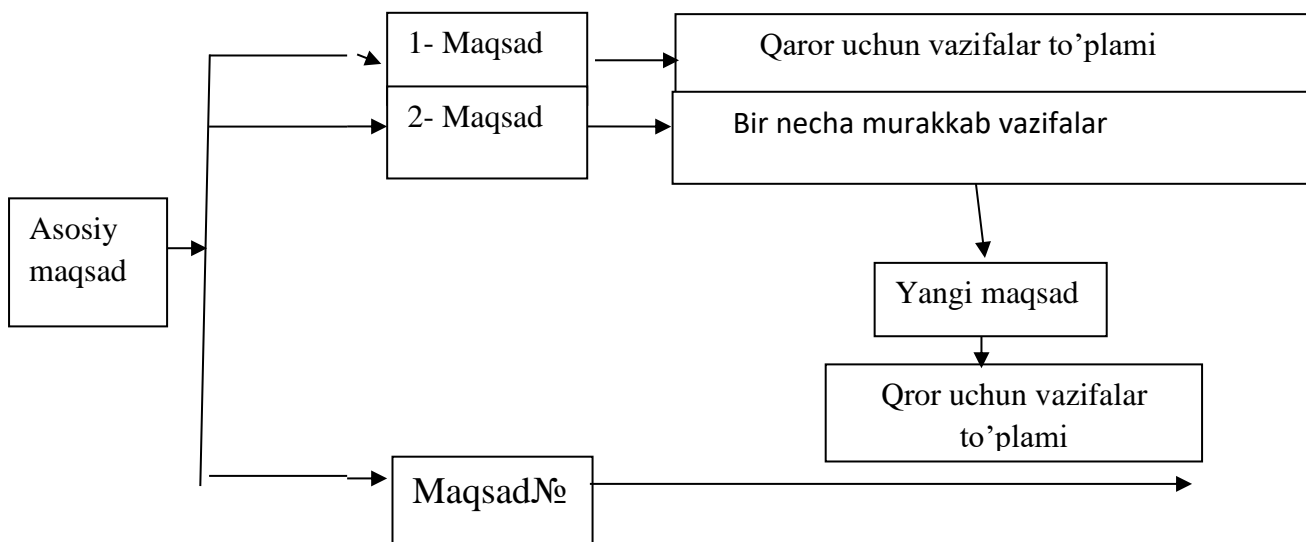 1- Maqsad
Qaror uchun vazifalar to’plami
2- Maqsad
Bir necha murakkab vazifalar
Asosiy
maqsad
Yangi maqsad
Qror uchun vazifalar
to’plami
Maqsad№